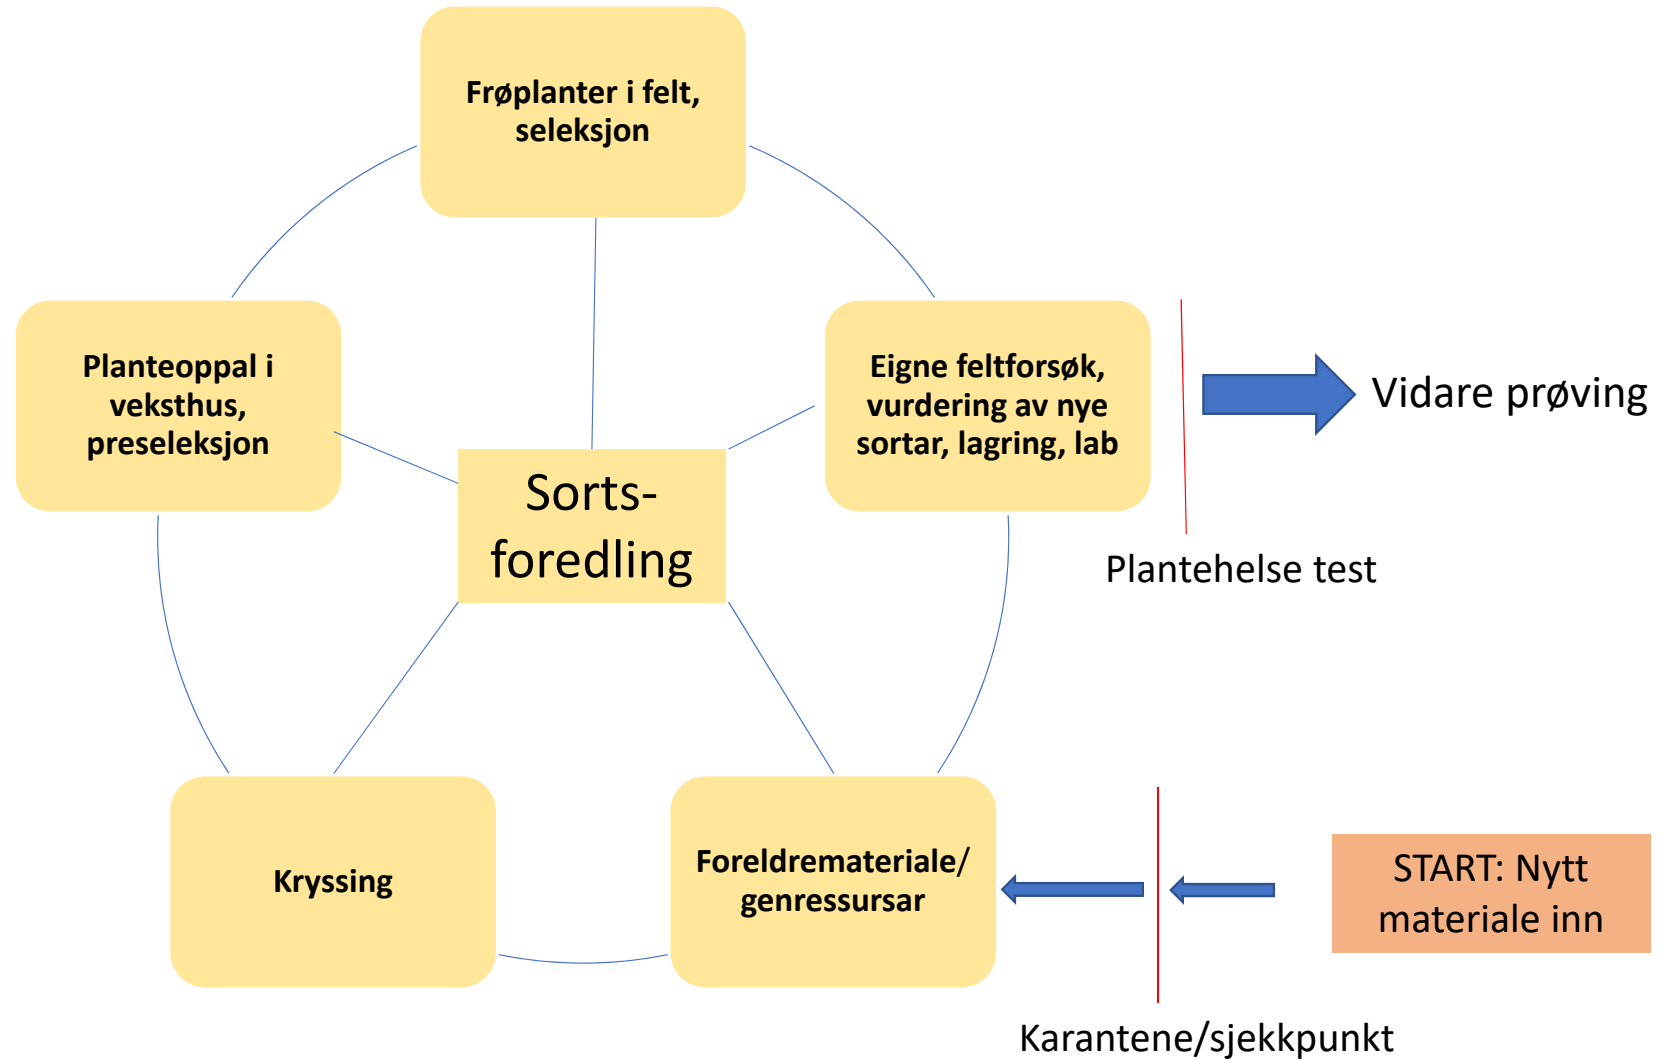 Frøplanter i felt,
seleksjon
Planteoppal i
veksthus,
preseleksjon
Eigne feltforsøk,
vurdering av nye
sortar, lagring, lab
Vidare prøving
Sorts-
foredling
Plantehelse test
Kryssing
Foreldremateriale/
genressursar
START: Nytt
materiale inn
Karantene/sjekkpunkt